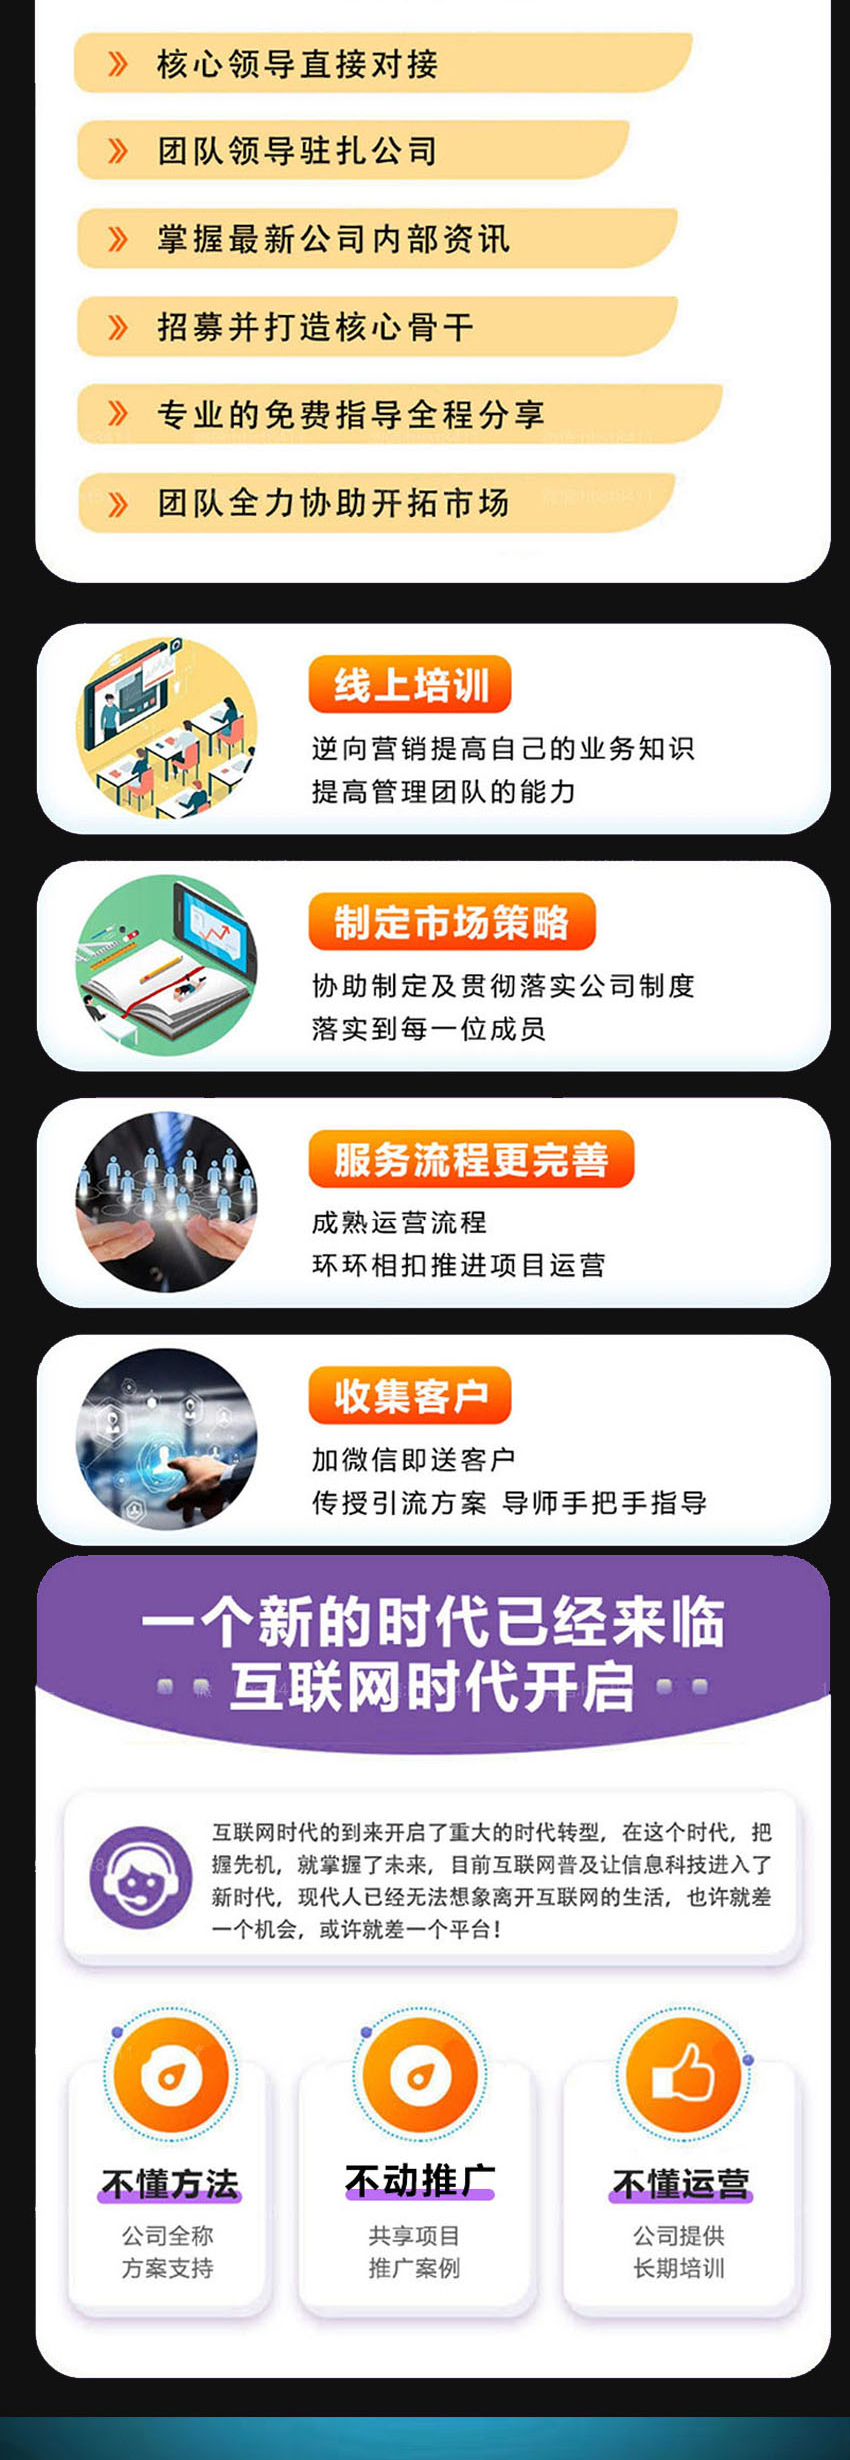 核心领导直接对接
团队领导驻扎公司
掌握最新公司内部资讯
招募并打造核心骨干
专业的免费指导全程分享
团队全力协助开拓市场
线上培训
逆向营销提高自己的业务知识
提高管理团队的能力
制定市场策略
协助制定及贯彻落实公司制度
落实到每一位成员
服务流程更完善
成熟运营流程
环环相扣推进项目运营
收集客户
加微信即送客户
传授引流方案 导师手把手指导
一个新的时代已经来临
互联网时代开启
互联网时代的到来开启了重大的时代转型，在这个时代，把
握先机，就掌握了未来，目前互联网普及让信息科技进入了
新时代，现代人已经无法想象离开互联网的生活，也许就差
一个机会，或许就差一个平台！
不懂方法
公司全称
方案支持
不动推广
共享项目
推广案例
不懂运营
公司提供
长期培训